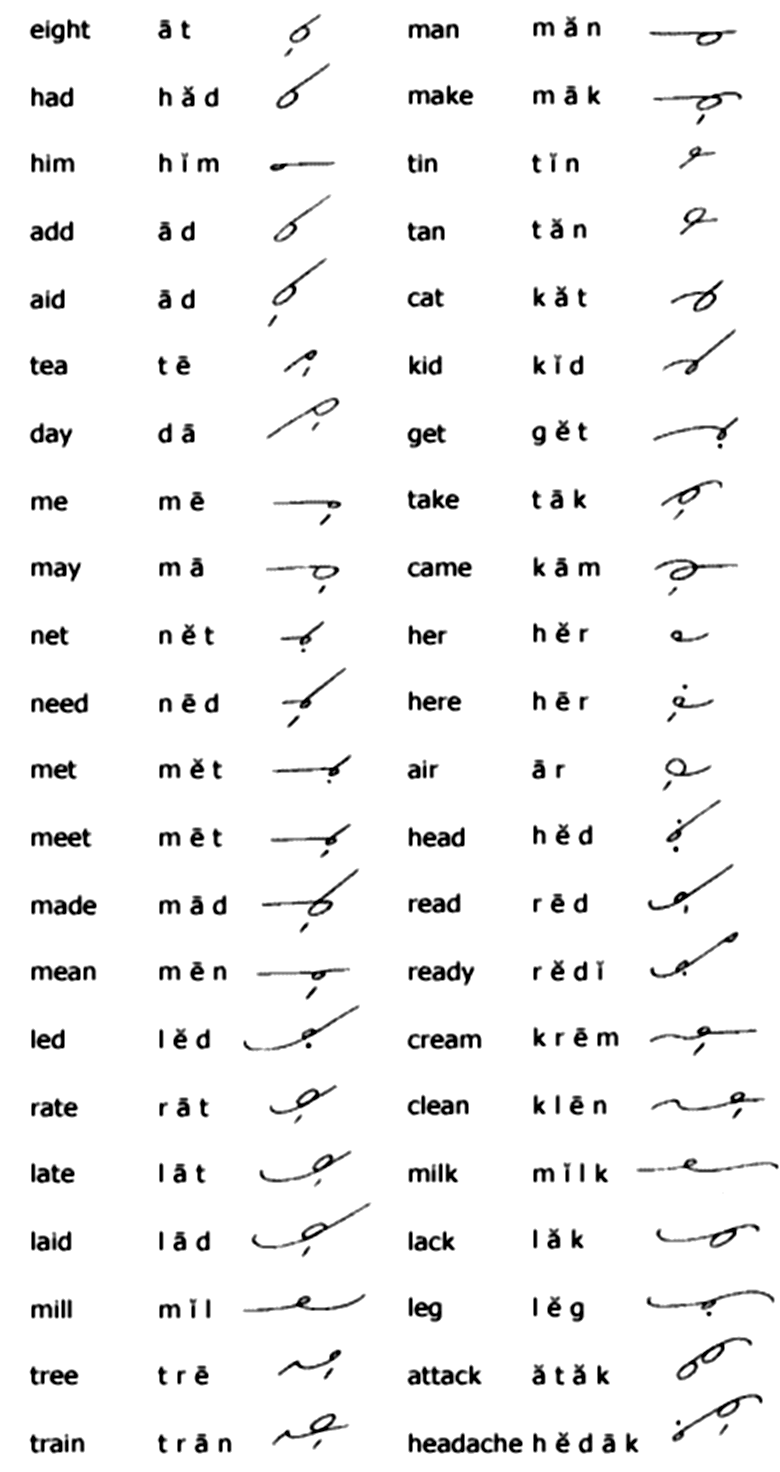 eight ā t man m ă n
had h ă d make m ā k
him h ĭ m tin t ĭ n
add ā d tan t ă n
aid ā d cat k ă t
tea t ē kid k ĭ d
day d ā get g ĕ t
me m ē take t ā k
may m ā came k ā m
net n ĕ t her h ĕ r
need n ē d here h ē r
met m ĕ t air ā r
meet m ē t head h ĕ d
made m ā d read r ē d
mean m ē n ready r ĕ d ĭ
led l ĕ d cream k r ē m
rate r ā t clean k l ē n
late l ā t milk m ĭ l k
laid l ā d lack l ă k
mill m ĭ l leg l ĕ g
tree t r ē attack ă t ă k
train t r ā n headache h ĕ d ā k